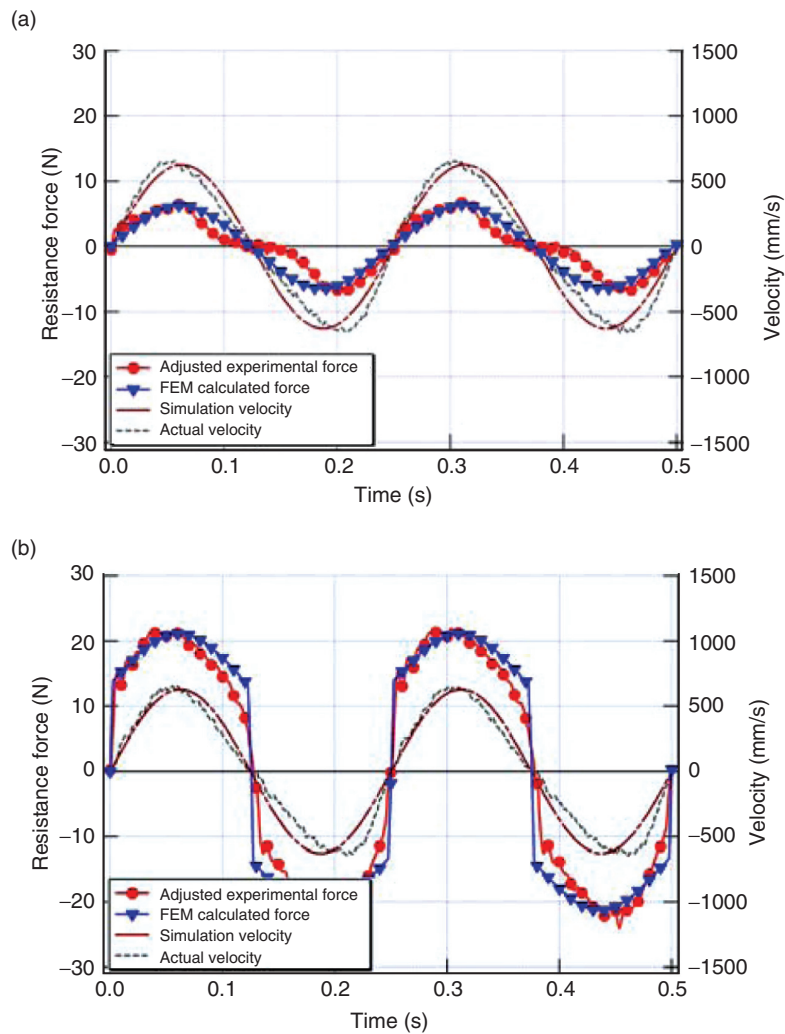 (a)
30
20
10
0
−10
−20
−30
Resistance force (N)
1500
1000
500
0
−500
−1000
−1500
Velocity (mm/s)
Adjusted experimental force
FEM calculated force
Simulation velocity
Actual velocity
0.0 0.1 0.2 0.3 0.4 0.5
Time (s)
(b)
30
20
10
0
−10
−20
−30
Resistance force (N)
1500
1000
500
0
−500
−1000
−1500
Velocity (mm/s)
Adjusted experimental force
FEM calculated force
Simulation velocity
Actual velocity
0.0 0.1 0.2 0.3 0.4 0.5
Time (s)